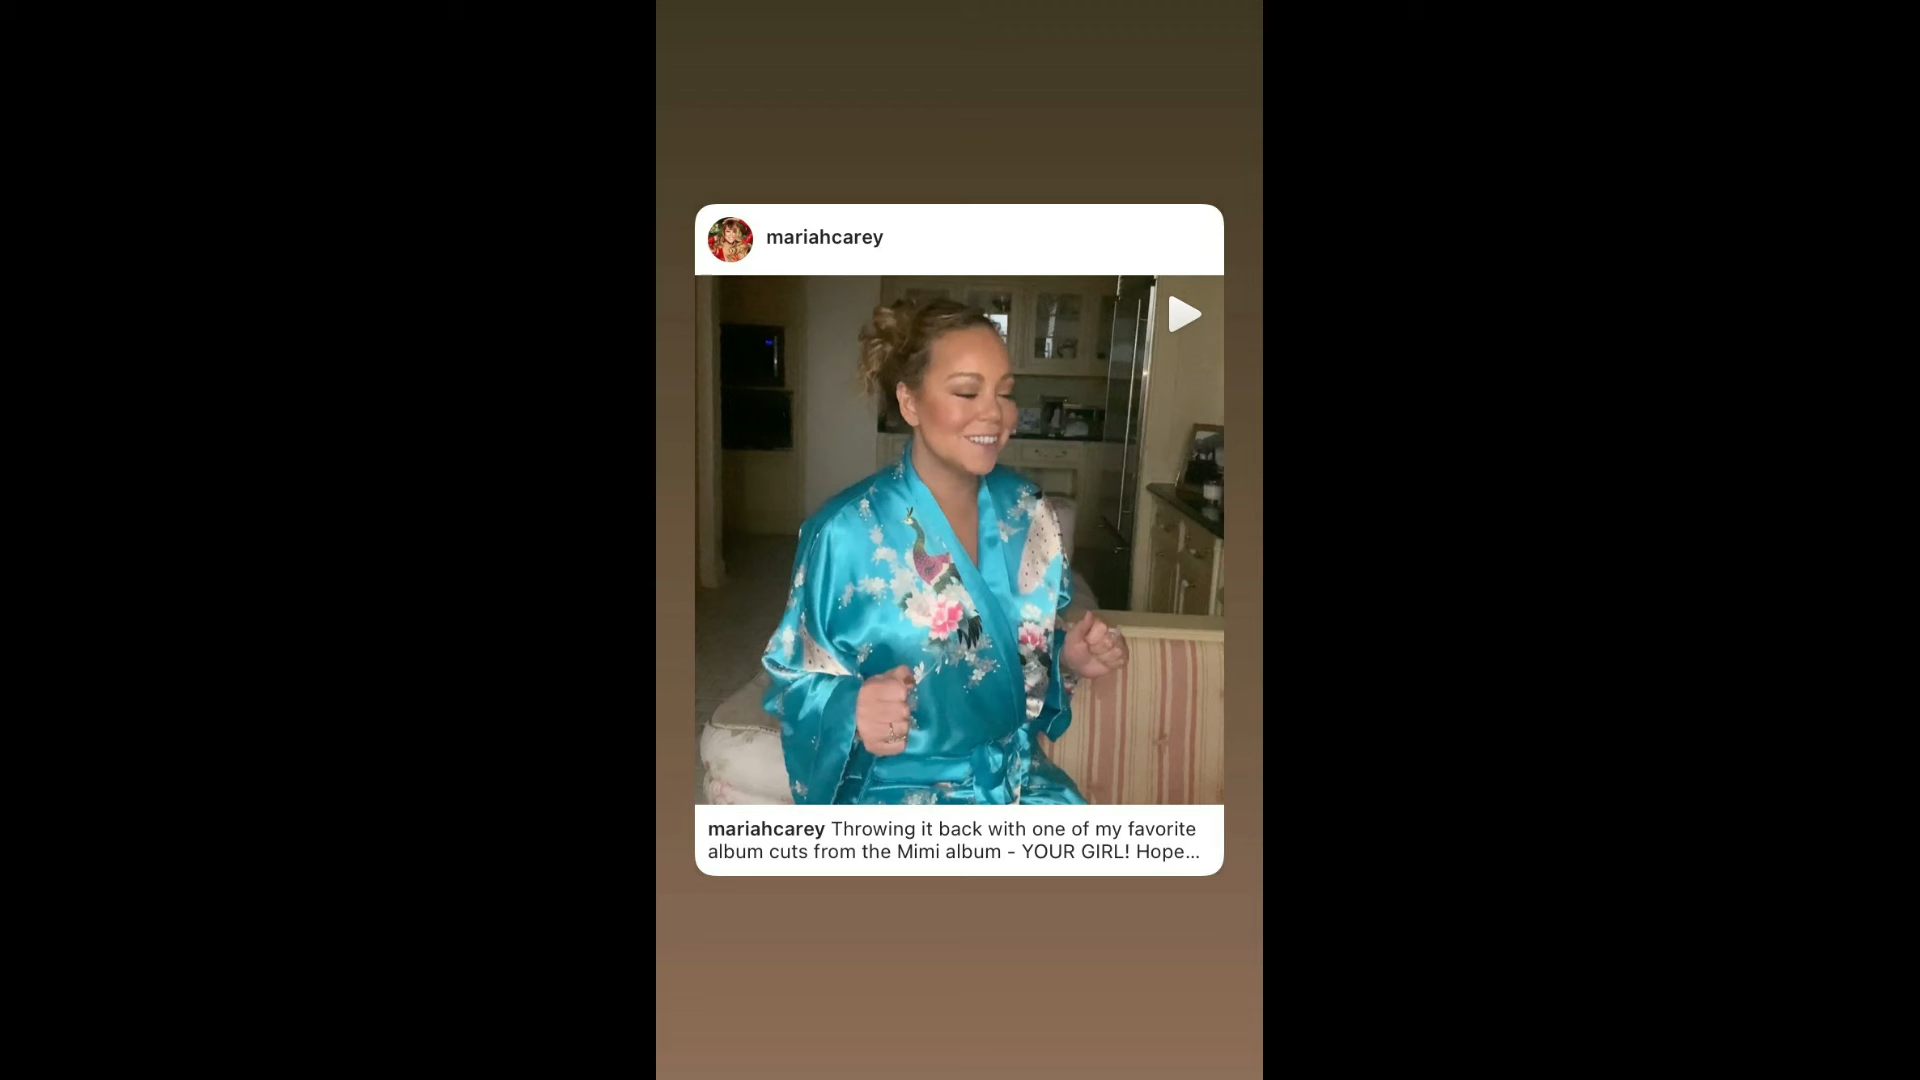 mariahcarey
mariahcarey Throwing it back with one of my favorite
album cuts from the Mimi album - YOUR GIRL! Hope...